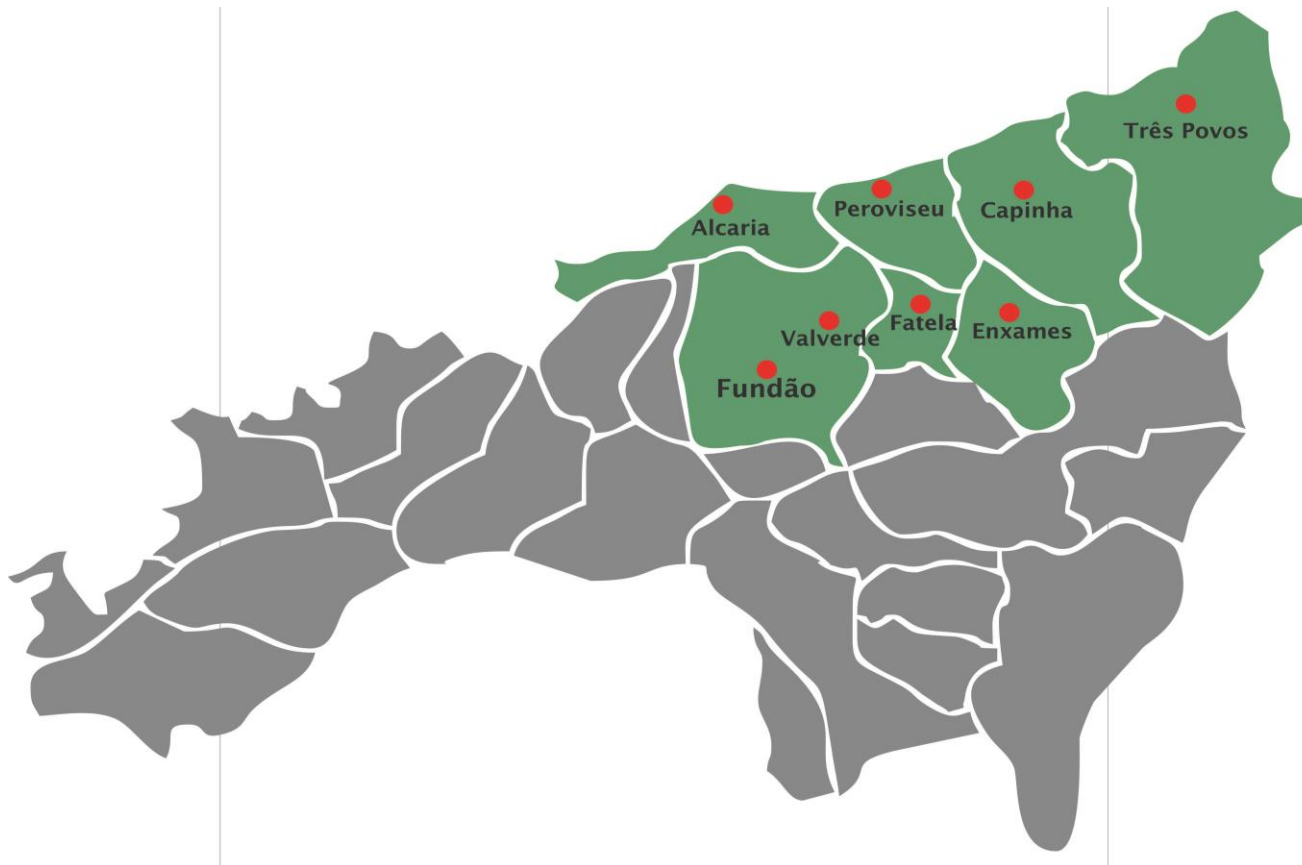 Três Povos
Alcaria
Peroviseu
Capinha
Valverde
Fatela
Enxames
Fundão